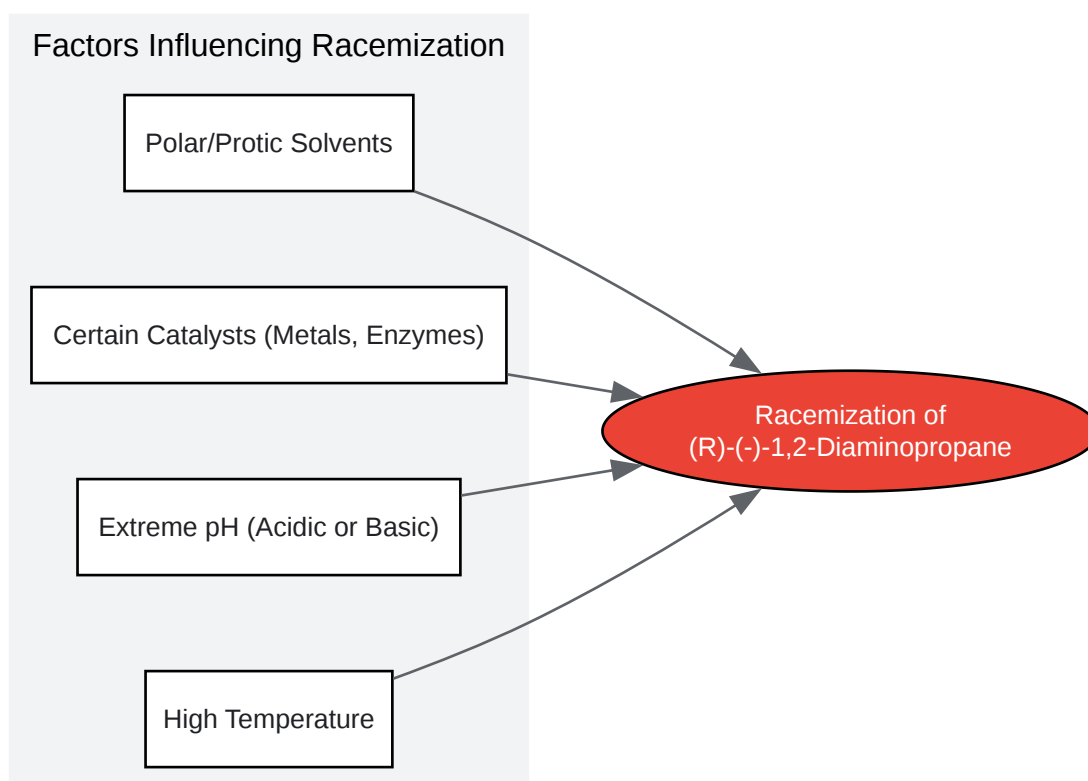 Factors Influencing Racemization
Polar/Protic Solvents
Certain Catalysts (Metals, Enzymes)
Extreme pH (Acidic or Basic)
High Temperature
Racemization of
(R)-(-)-1,2-Diaminopropane